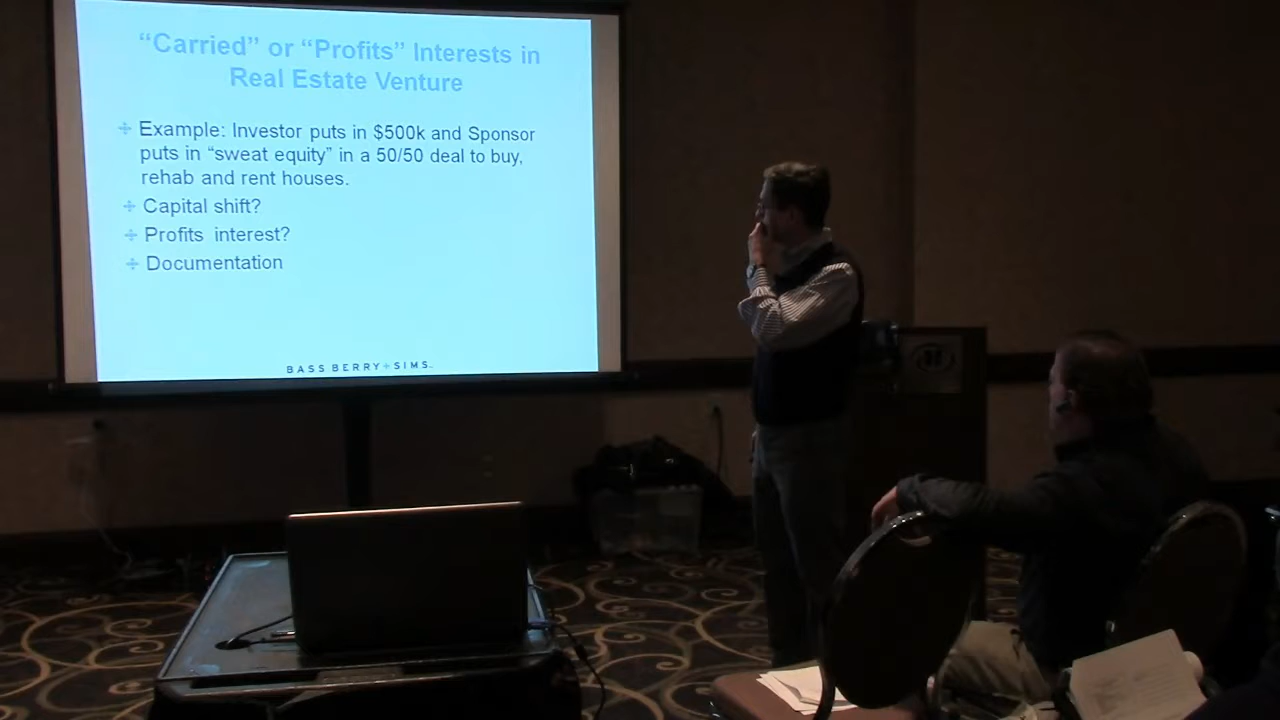 “Carried” or “Profits” Interests in
Real Estate Venture
Example: Investor puts in $500k and Sponsor
puts in “sweat equity” in a 50/50 deal to buy,
rehab and rent houses.
Capital shift?
Profits interest?
Documentation
BASS BERRY+SIMS